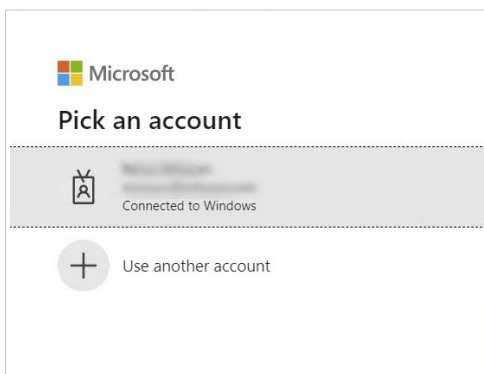 Microsoft
Pick an account
Connected to Windows
Use another account